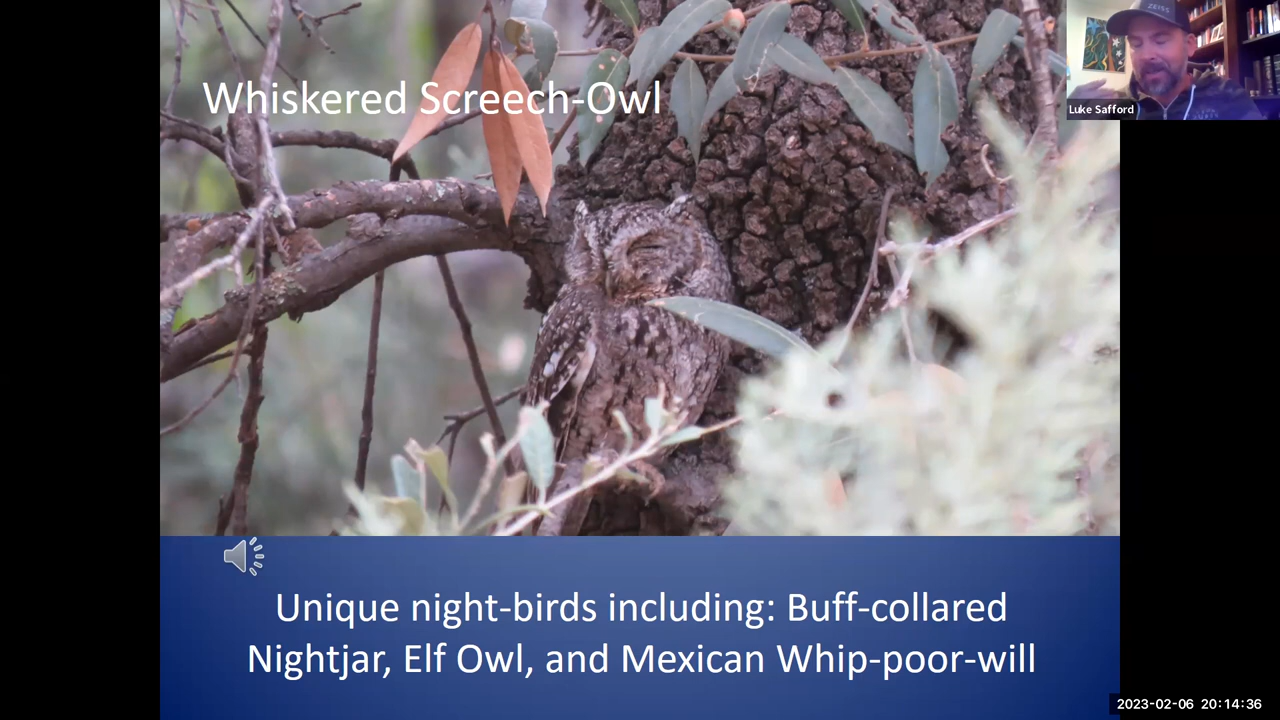 Whiskered Screech-Owl
ZEISS
Luke Safford
Unique night-birds including: Buff-collared
Nightjar, Elf Owl, and Mexican Whip-poor-will
2023-02-06 20:14:36